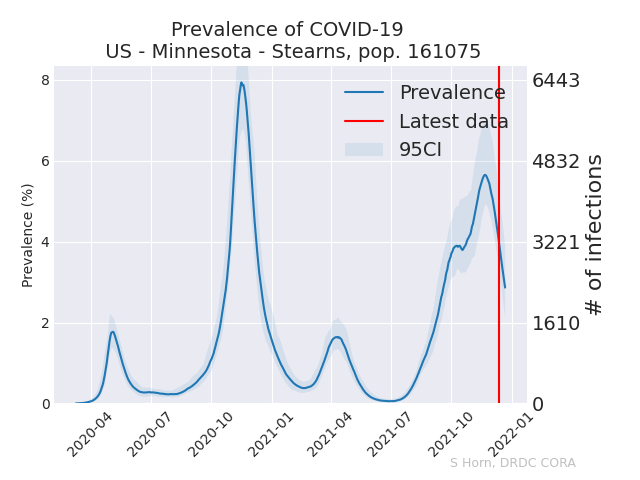 Prevalence of COVID-19
US - Minnesota - Stearns, pop. 161075
Prevalence
Latest data
95CI
Prevalence (%)
8
6
4
2
0
6443
4832
3221
1610
0
# of infections
2020-04
2020-07
2020-10
2021-01
2021-04
2021-07
2021-10
2022-01
S Horn, DRDC CORA